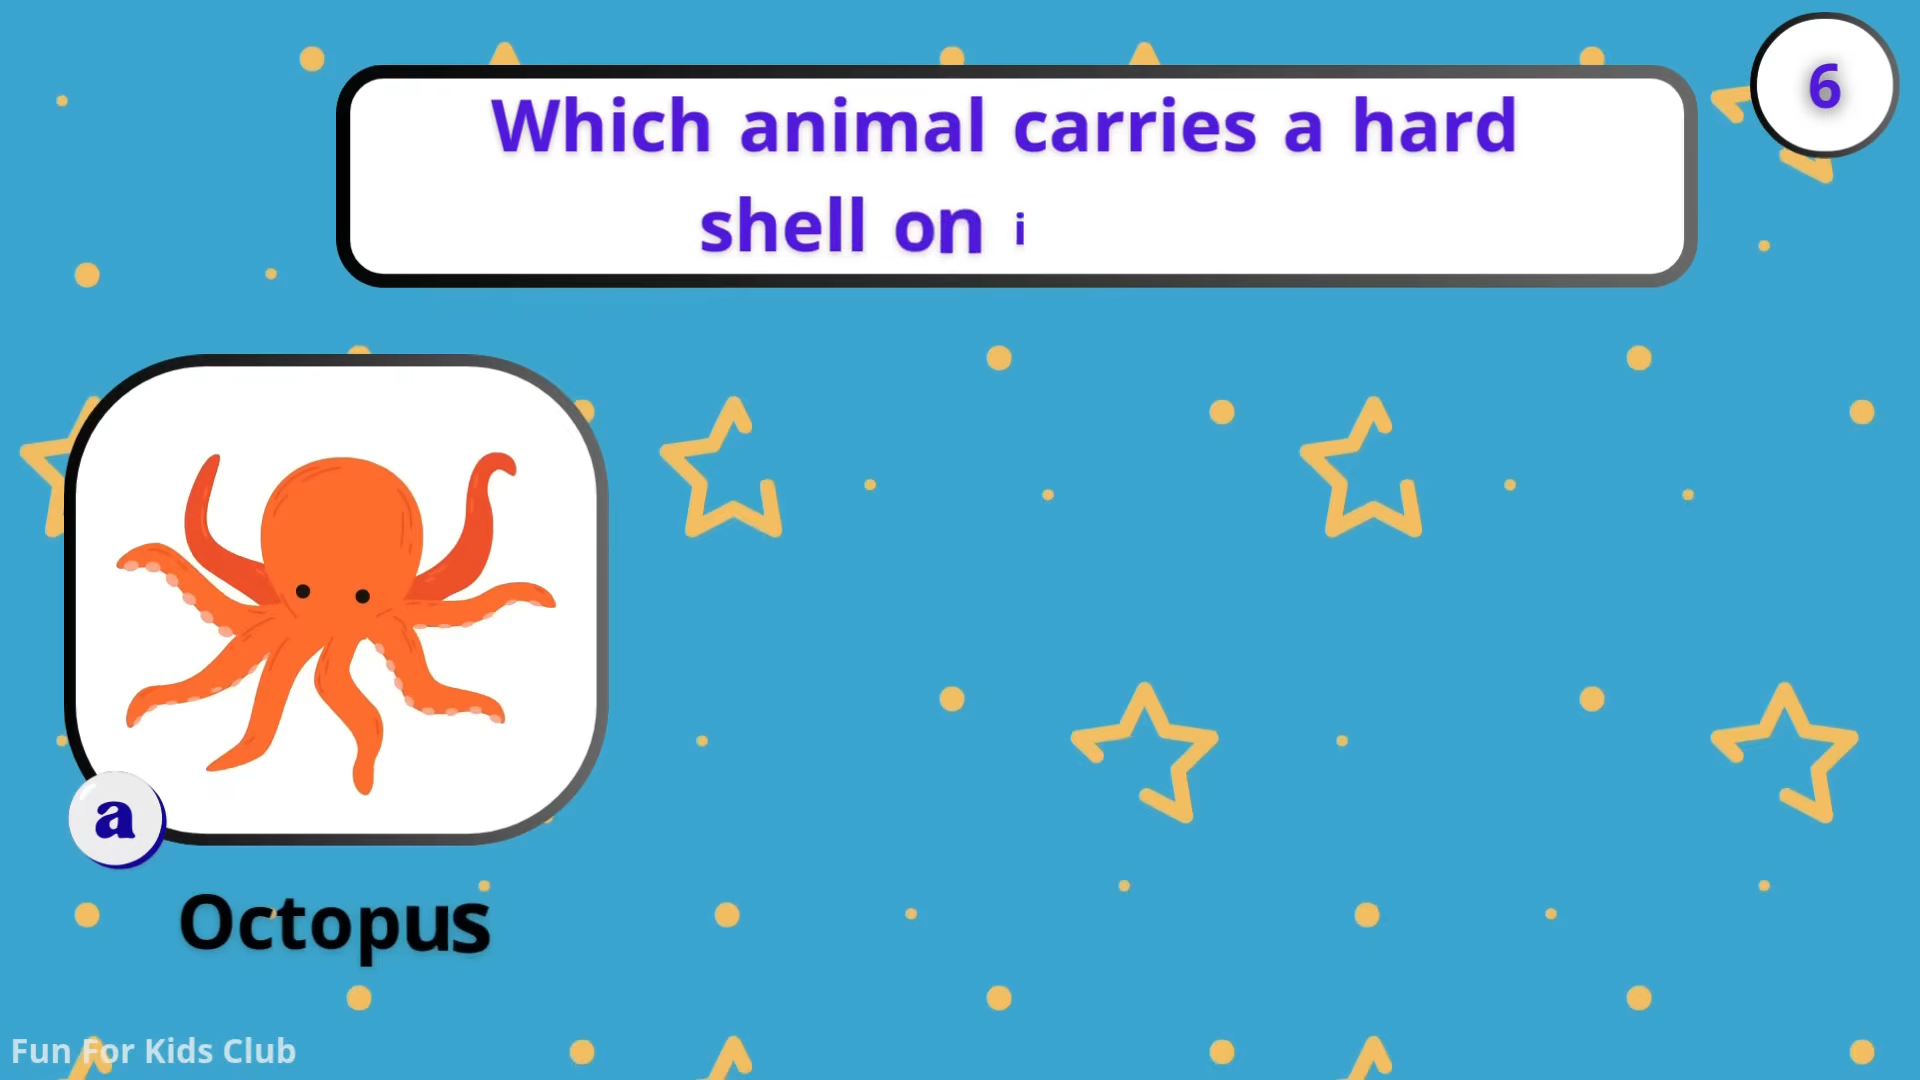 Which animal carries a hard
shell on i
6
a
Octopus
Fun For Kids Club